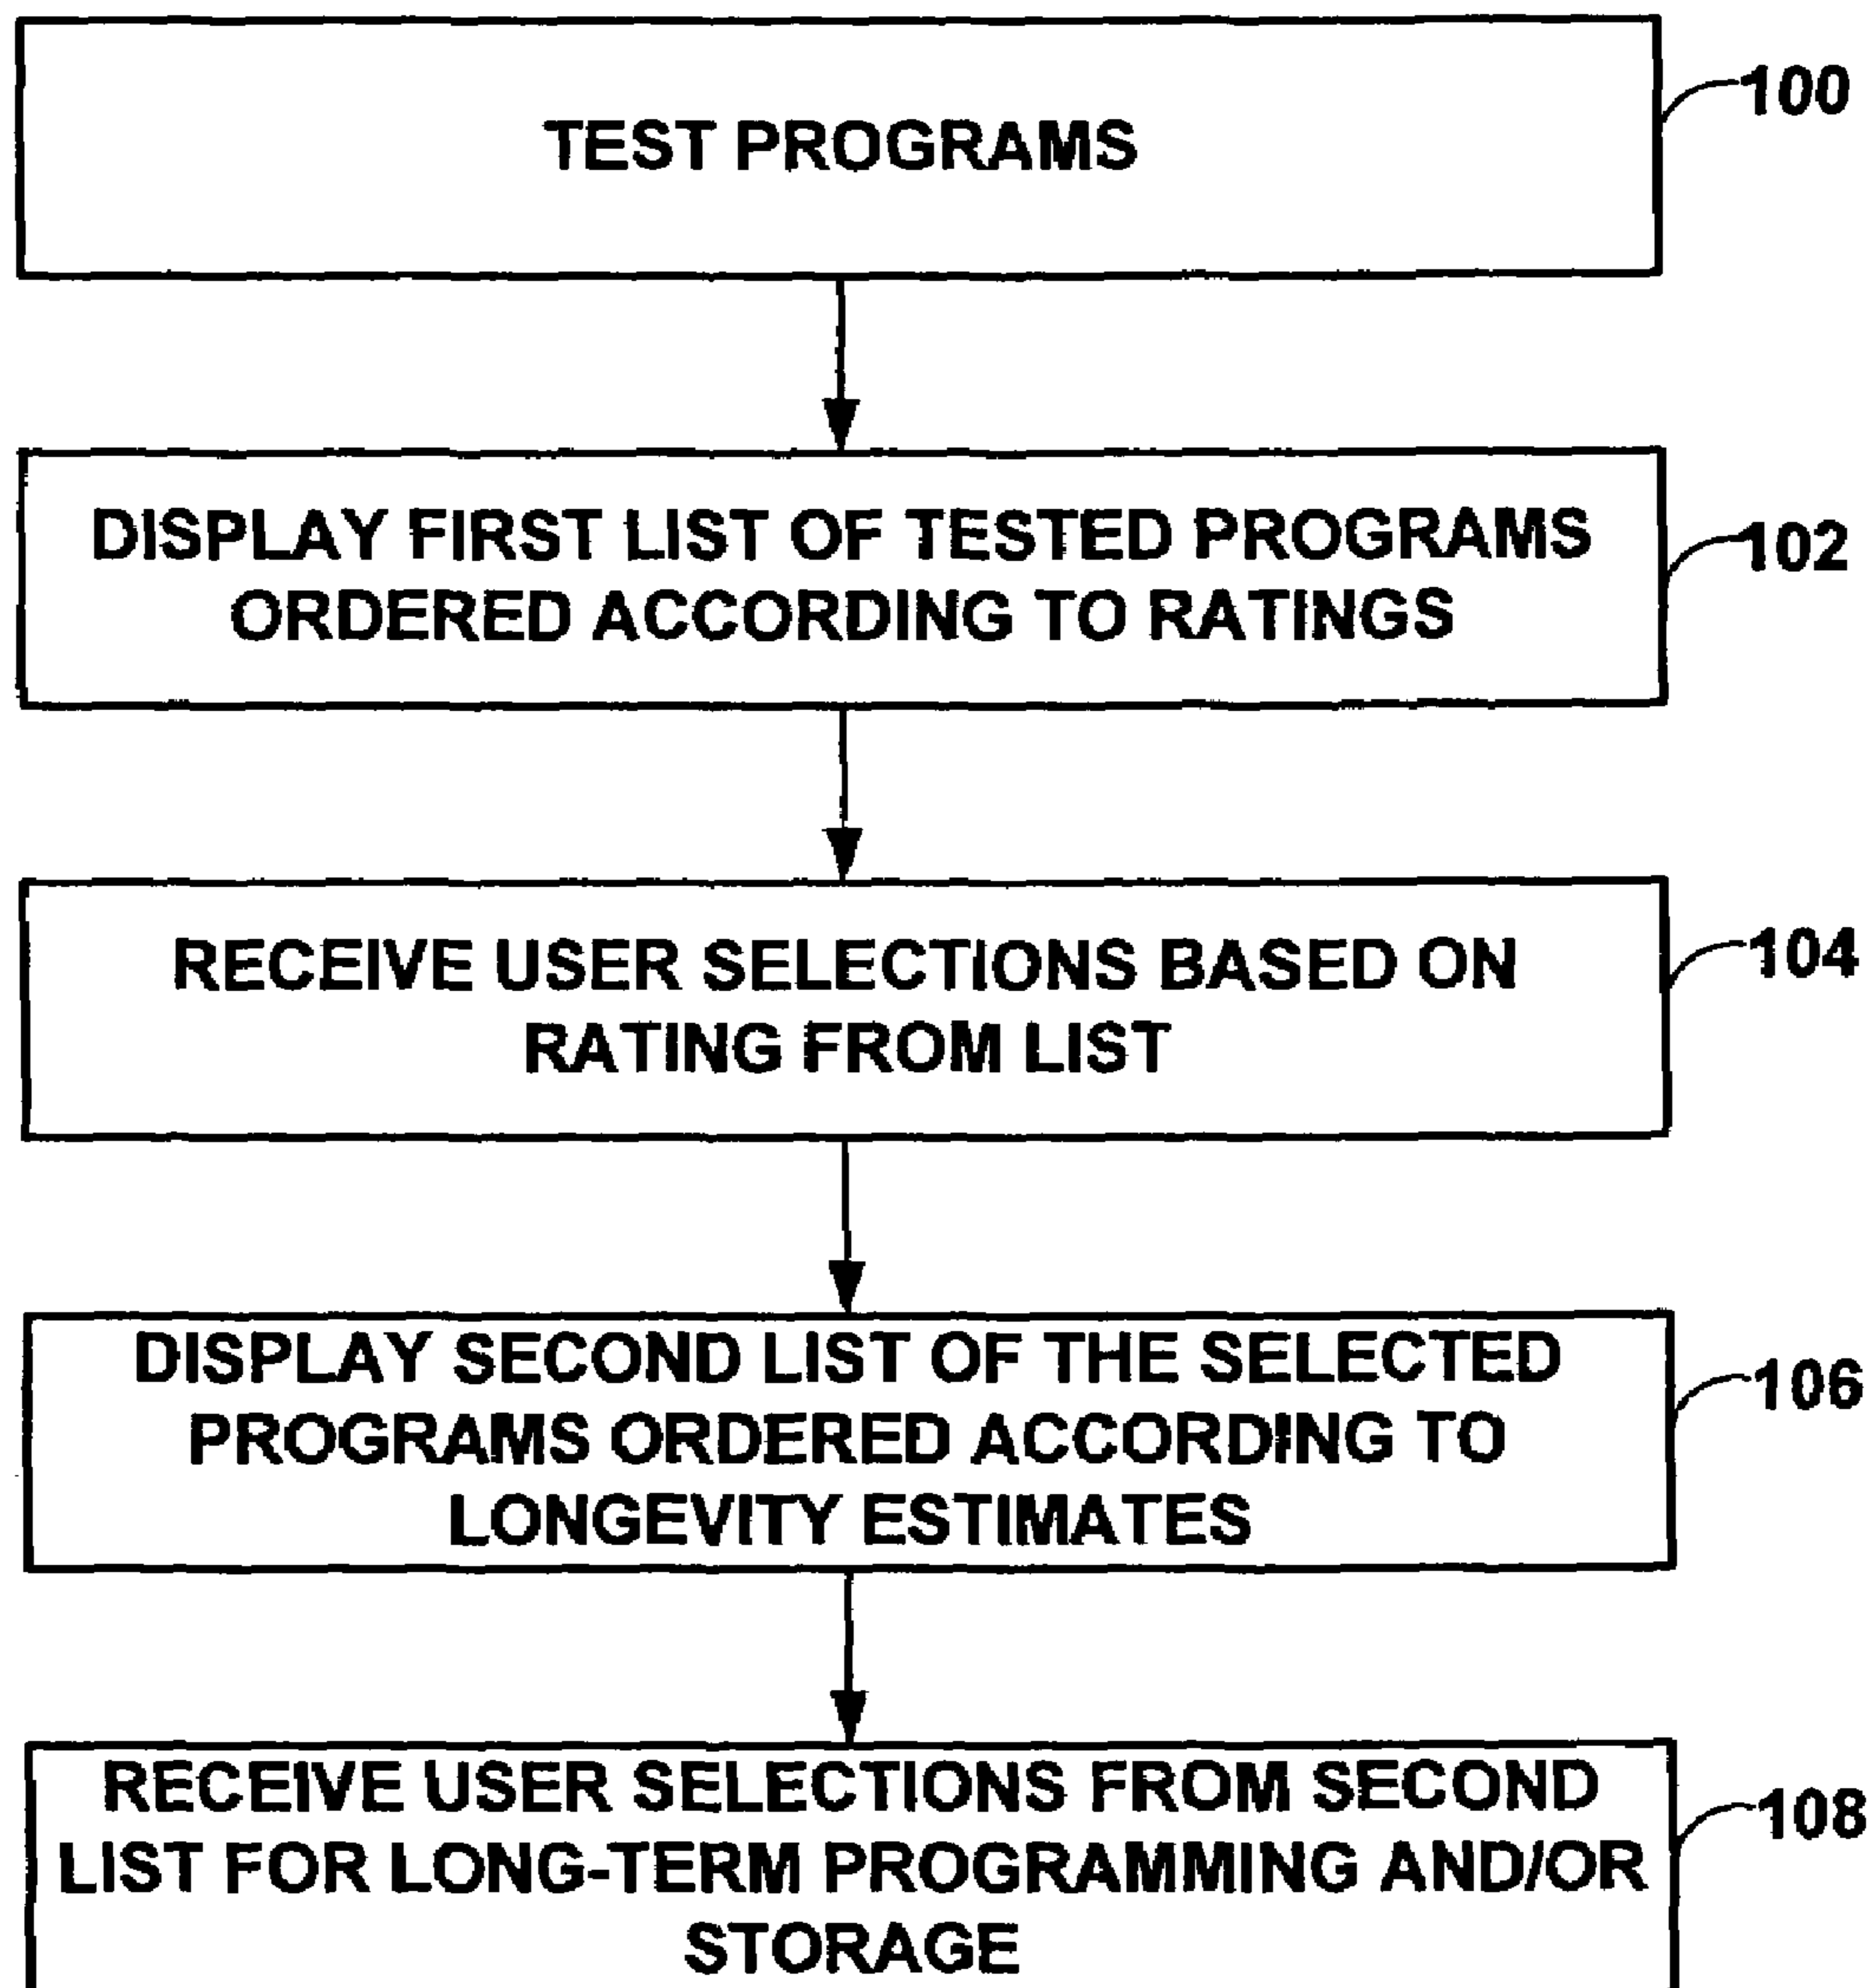 TEST PROGRAMS
100
DISPLAY FIRST LIST OF TESTED PROGRAMS
ORDERED ACCORDING TO RATINGS
102
RECEIVE USER SELECTIONS BASED ON
RATING FROM LIST
104
DISPLAY SECOND LIST OF THE SELECTED
PROGRAMS ORDERED ACCORDING TO
LONGEVITY ESTIMATES
106
RECEIVE USER SELECTIONS FROM SECOND
LIST FOR LONG-TERM PROGRAMMING AND/OR
STORAGE
108